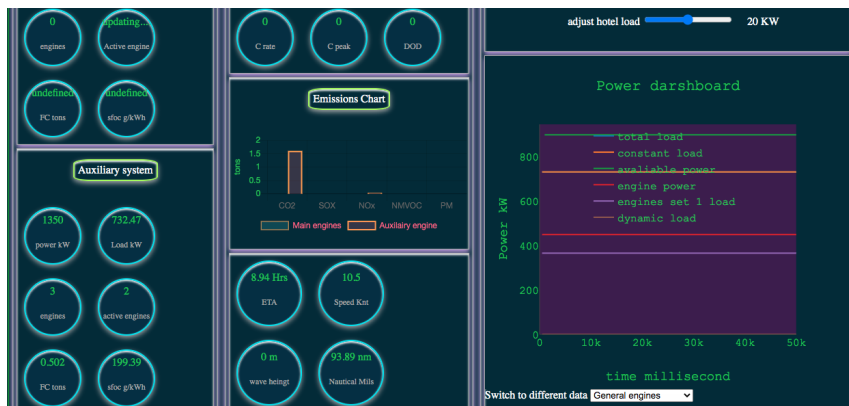 0
updating...
engines
Active engine
undefined
undefined
FC tons
sfoc g/kWh
Auxiliary system
1350
732.47
power kW
Load kW
3
2
engines
active engines
0.502
199.39
FC tons
sfoc g/kWh
0
0
0
C rate
C peak
DOD
Emissions Chart
2
1.5
1
0.5
0
tons
CO2
SOX
NOx
NMVOC
PM
Main engines
Auxilairy engine
8.94 Hrs
10.5
ETA
Speed Knt
0 m
93.89 nm
wave heingt
Nautical Mils
adjust hotel load
20 KW
Power darshboard
total load
constant load
avaliable power
engine power
engines set 1 load
dynamic load
800
600
400
200
0
Power kW
0
10k
20k
30k
40k
50k
time millisecond
Switch to different data
General engines